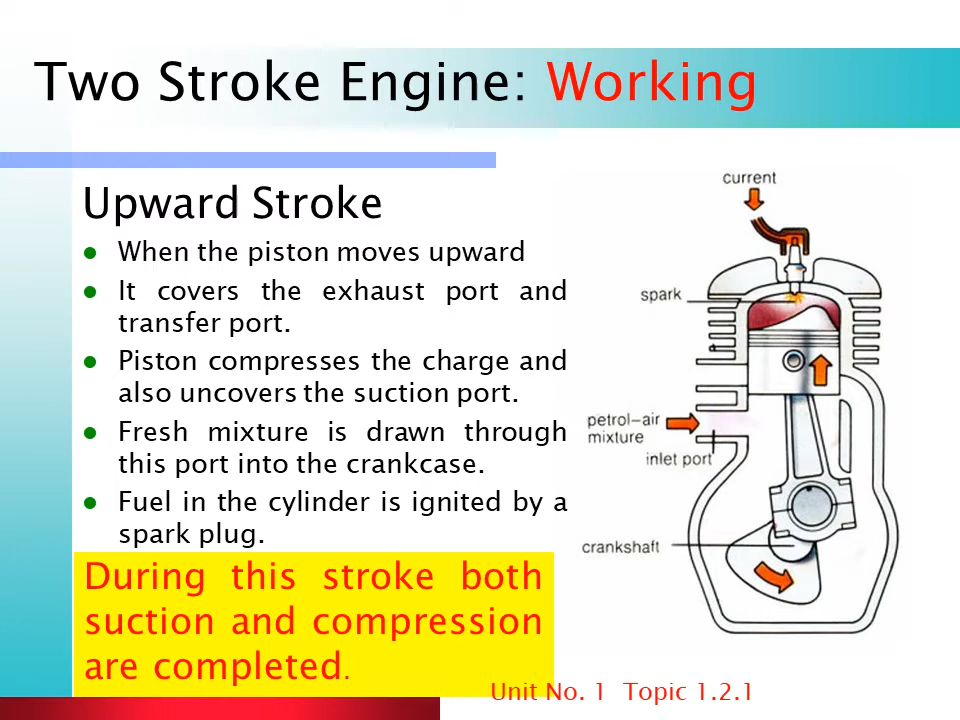 Two Stroke Engine: Working
Upward Stroke
When the piston moves upward
It covers the exhaust port and
transfer port.
Piston compresses the charge and
also uncovers the suction port.
Fresh mixture is drawn through
this port into the crankcase.
Fuel in the cylinder is ignited by a
spark plug.
During this stroke both
suction and compression
are completed.
current
spark
petrol-air
mixture
inlet port
crankshaft
Unit No. 1 Topic 1.2.1